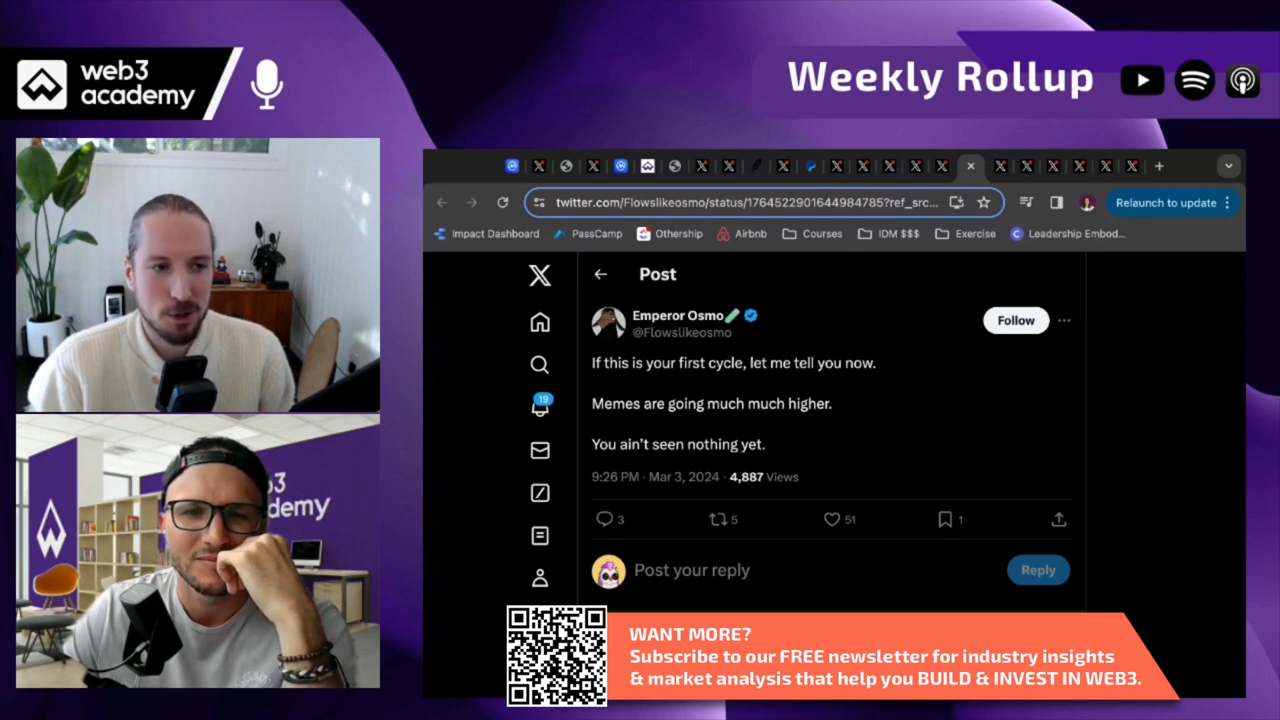 web3
academy
Weekly Rollup
twitter.com/Flowslikeosmo/status/1764522901644984785?ref_src...
Relaunch to update
Impact Dashboard
PassCamp
Othership
Airbnb
Courses
IDM $$$
Exercise
Leadership Embod...
Post
Emperor Osmo
@Flowslikeosmo
Follow
If this is your first cycle, let me tell you now.
Memes are going much much higher.
You ain't seen nothing yet.
9:26 PM · Mar 3, 2024 · 4,887 Views
3
5
51
1
19
Post your reply
Reply
b3
demy
WANT MORE?
Subscribe to our FREE newsletter for industry insights
& market analysis that help you BUILD & INVEST IN WEB3.